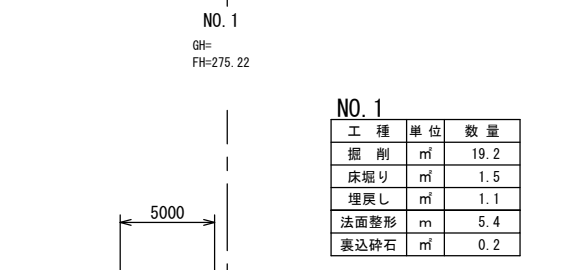 NO.1
GH=
FH=275.22
NO.1
工 種 単 位 数 量
掘 削 ㎡ 19.2
床堀り ㎡ 1.5
埋戻し ㎡ 1.1
法面整形 m 5.4
裏込砕石 ㎡ 0.2
5000